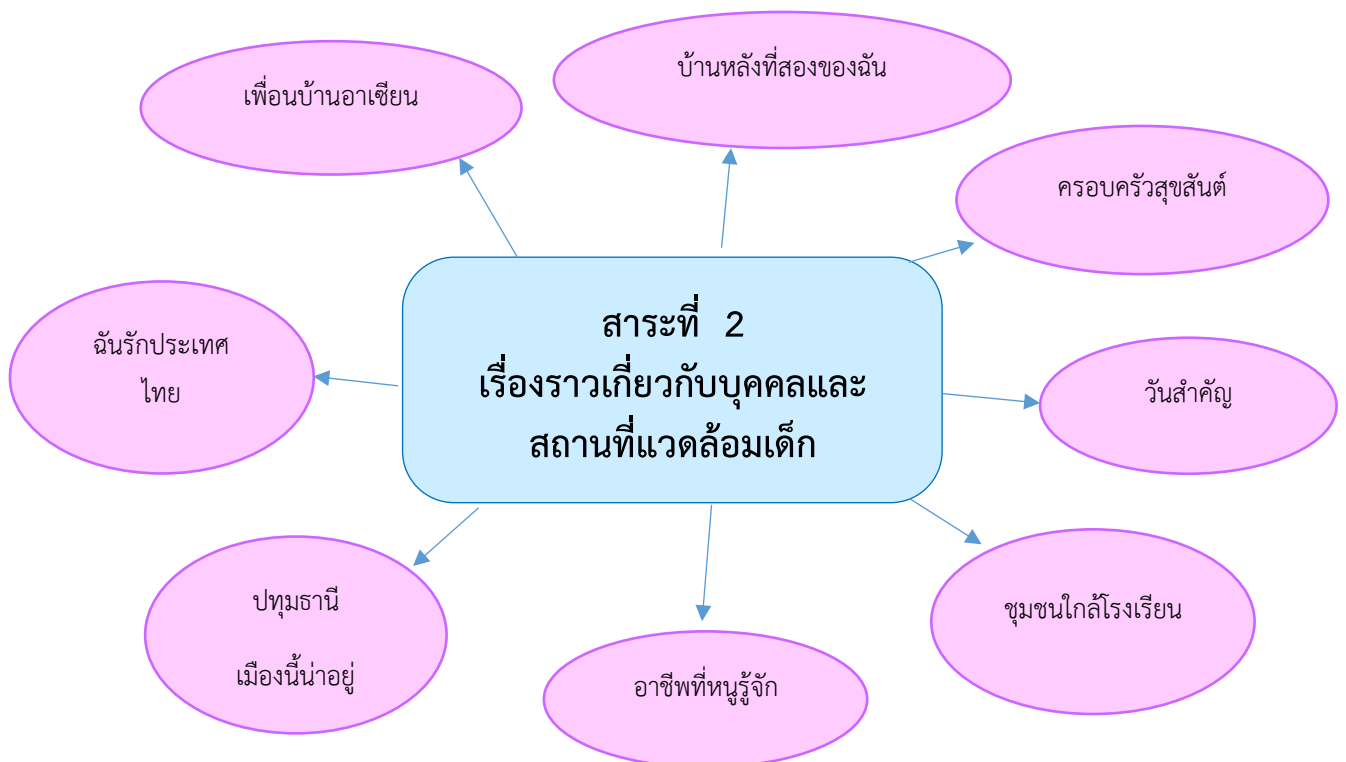 บ้านหลังที่สองของฉัน
เพื่อนบ้านอาเซียน
ครอบครัวสุขสันต์
สาระที่ 2
เรื่องราวเกี่ยวกับบุคคลและ
สถานที่แวดล้อมเด็ก
ฉันรักประเทศ
ไทย
วันสำคัญ
ปทุมธานี
เมืองนี้น่าอยู่
ชุมชนใกล้โรงเรียน
อาชีพที่หนูรู้จัก